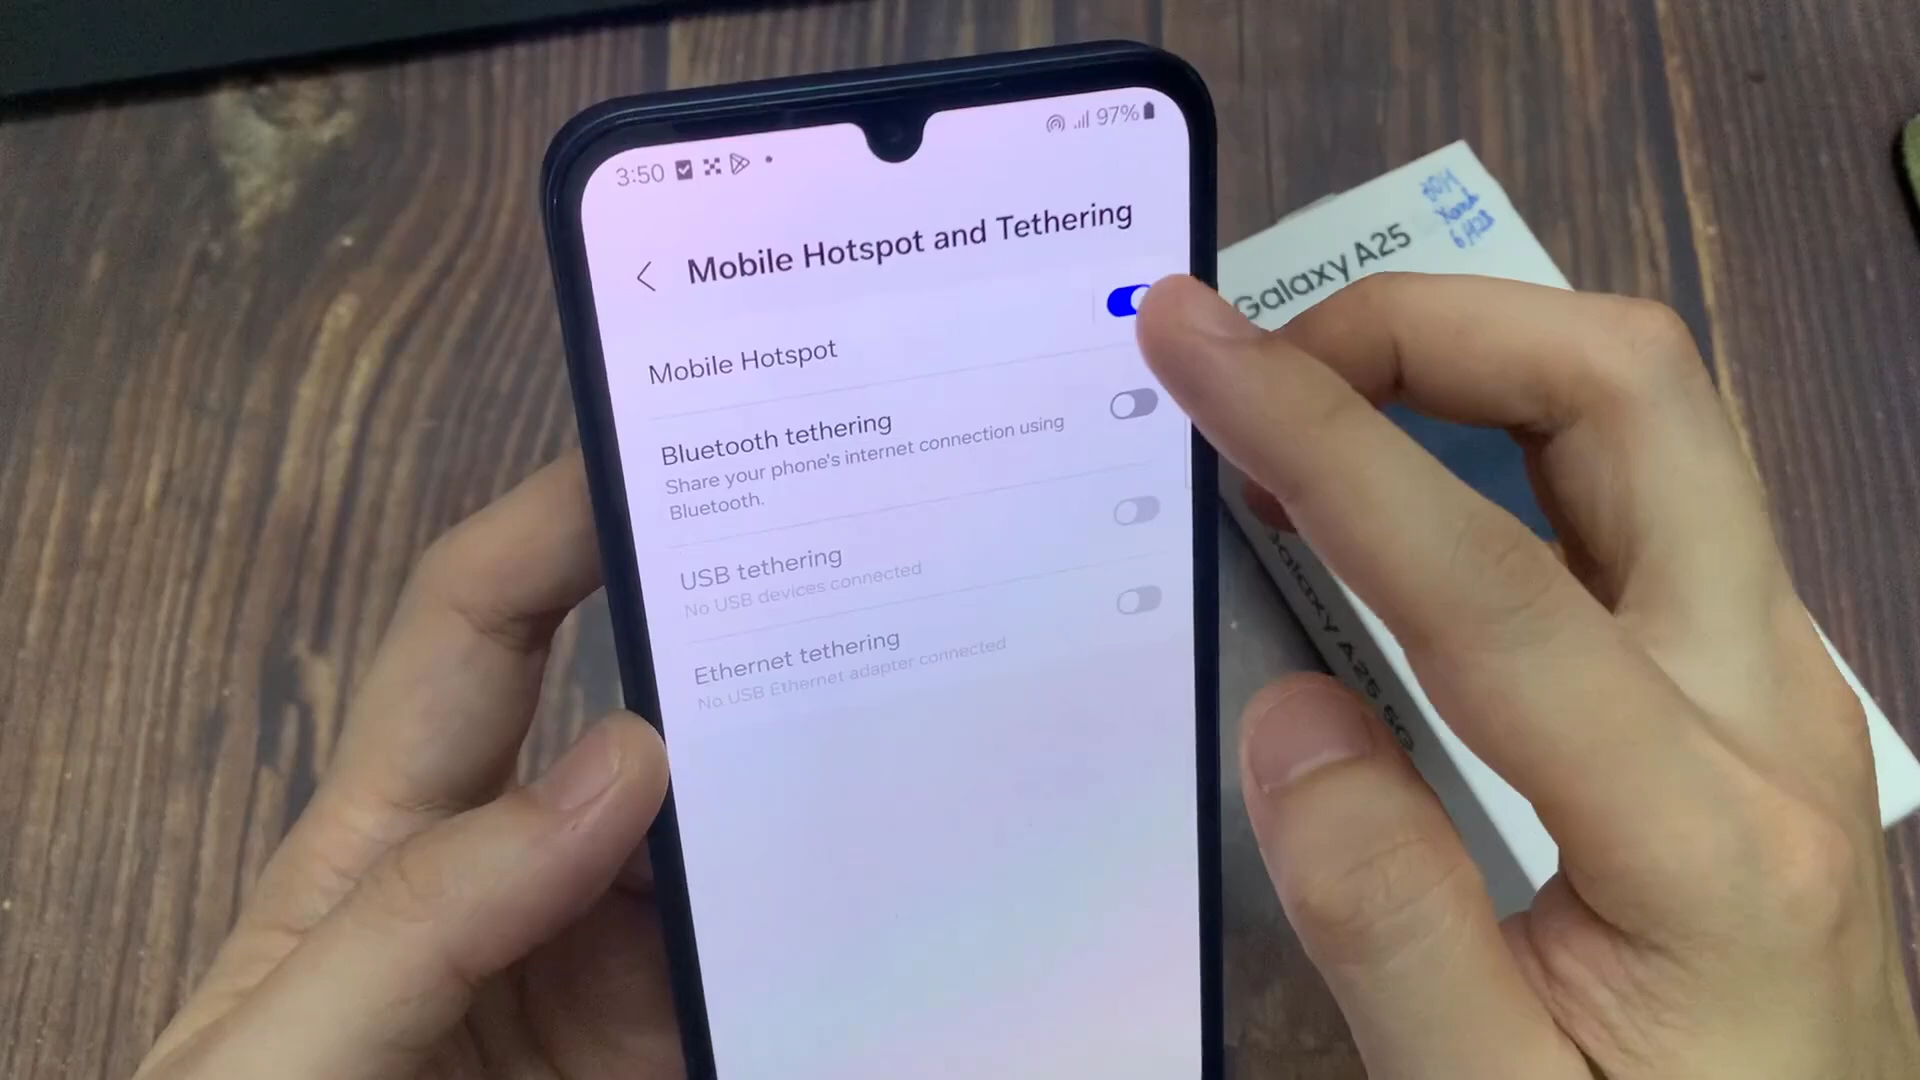 3:50
97%
Mobile Hotspot and Tethering
Mobile Hotspot
Bluetooth tethering
Share your phone's internet connection using
Bluetooth.
USB tethering
No USB devices connected
Ethernet tethering
No USB Ethernet adapter connected
Galaxy A25
Galaxy A25 5G